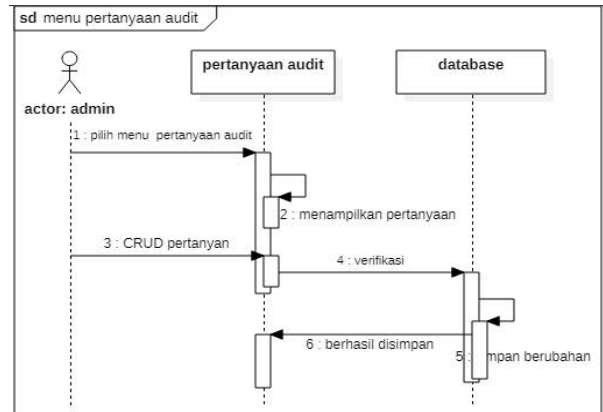 sd menu pertanyaan audit
pertanyaan audit
database
actor: admin
1 : pilih menu pertanyaan audit
2 : menampilkan pertanyaan
3 : CRUD pertanyan
4 : verifikasi
6 : berhasil disimpan
5 : mpan berubahan